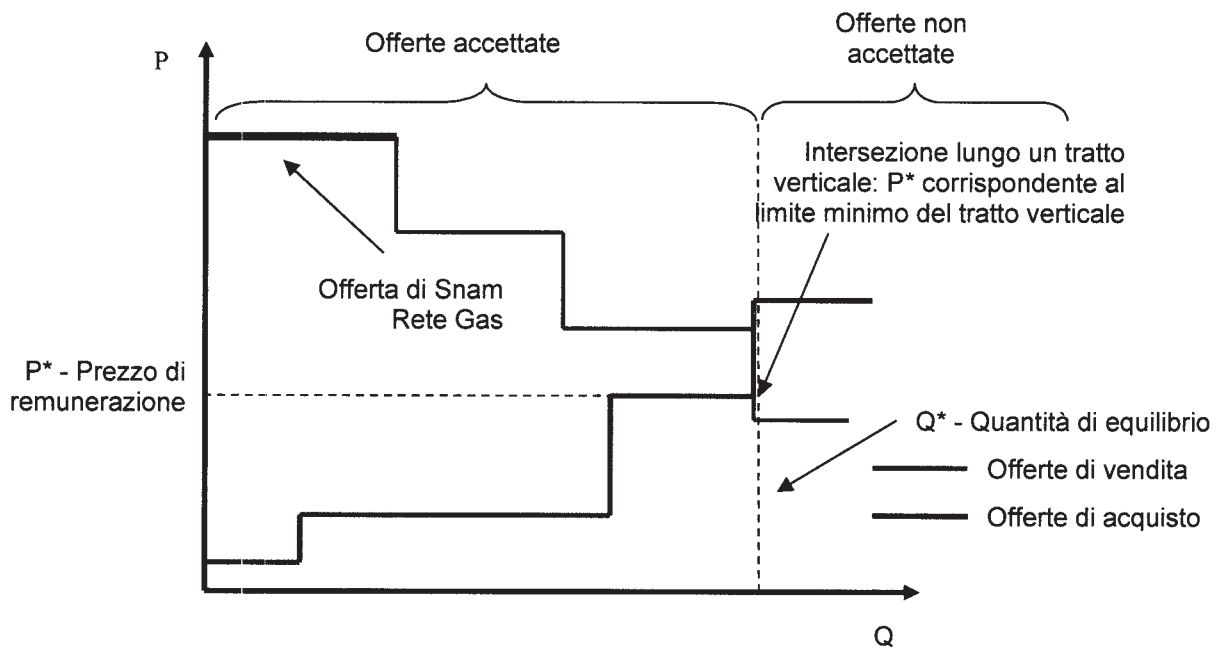 Offerte accettate
Offerte non
accettate
P
Intersezione lungo un tratto
verticale: P* corrispondente al
limite minimo del tratto verticale
Offerta di Snam
Rete Gas
P* - Prezzo di
remunerazione
Q* - Quantità di equilibrio
Offerte di vendita
Offerte di acquisto
Q